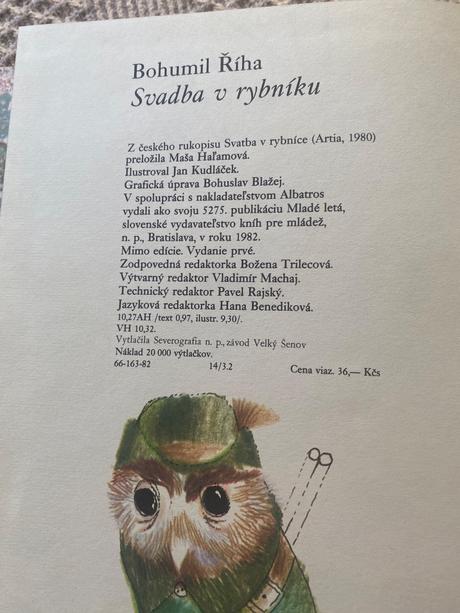 Bohumil Říha
Svadba v rybníku
Z českého rukopisu Svatba v rybníce (Artia, 1980)
preložila Maša Haľamová.
Ilustroval Jan Kudláček.
Grafická úprava Bohuslav Blažej.
V spolupráci s nakladateľstvom Albatros
vydali ako svoju 5275. publikáciu Mladé letá,
slovenské vydavateľstvo kníh pre mládež,
n. p., Bratislava, v roku 1982.
Mimo edície. Vydanie prvé.
Zodpovedná redaktorka Božena Trilecová.
Výtvarný redaktor Vladimír Machaj.
Technický redaktor Pavel Rajský.
Jazyková redaktorka Hana Benediková.
10,27AH /text 0,97, ilustr. 9,30/.
VH 10,32.
Vytlačila Severografia n. p., závod Velký Šenov
Náklad 20 000 výtlačkov.
66-163-82 14/3.2 Cena viaz. 36,— Kčs